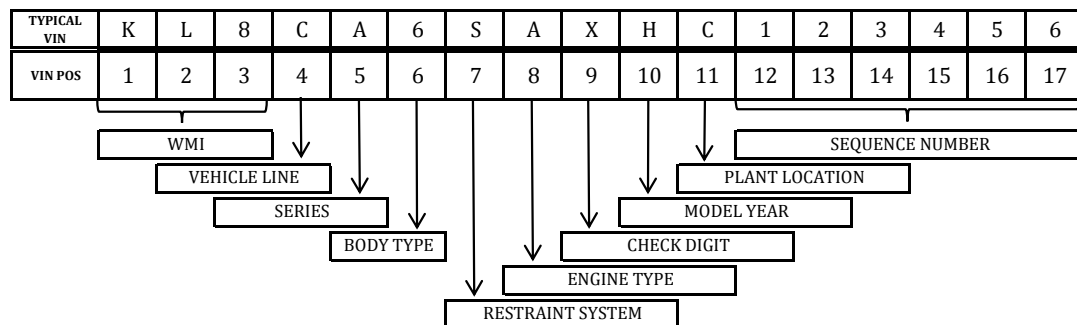 TYPICAL VIN K L 8 C A 6 S A X H C 1 2 3 4 5 6
VIN POS 1 2 3 4 5 6 7 8 9 10 11 12 13 14 15 16 17
WMI SEQUENCE NUMBER
VEHICLE LINE PLANT LOCATION
SERIES MODEL YEAR
BODY TYPE CHECK DIGIT
ENGINE TYPE
RESTRAINT SYSTEM